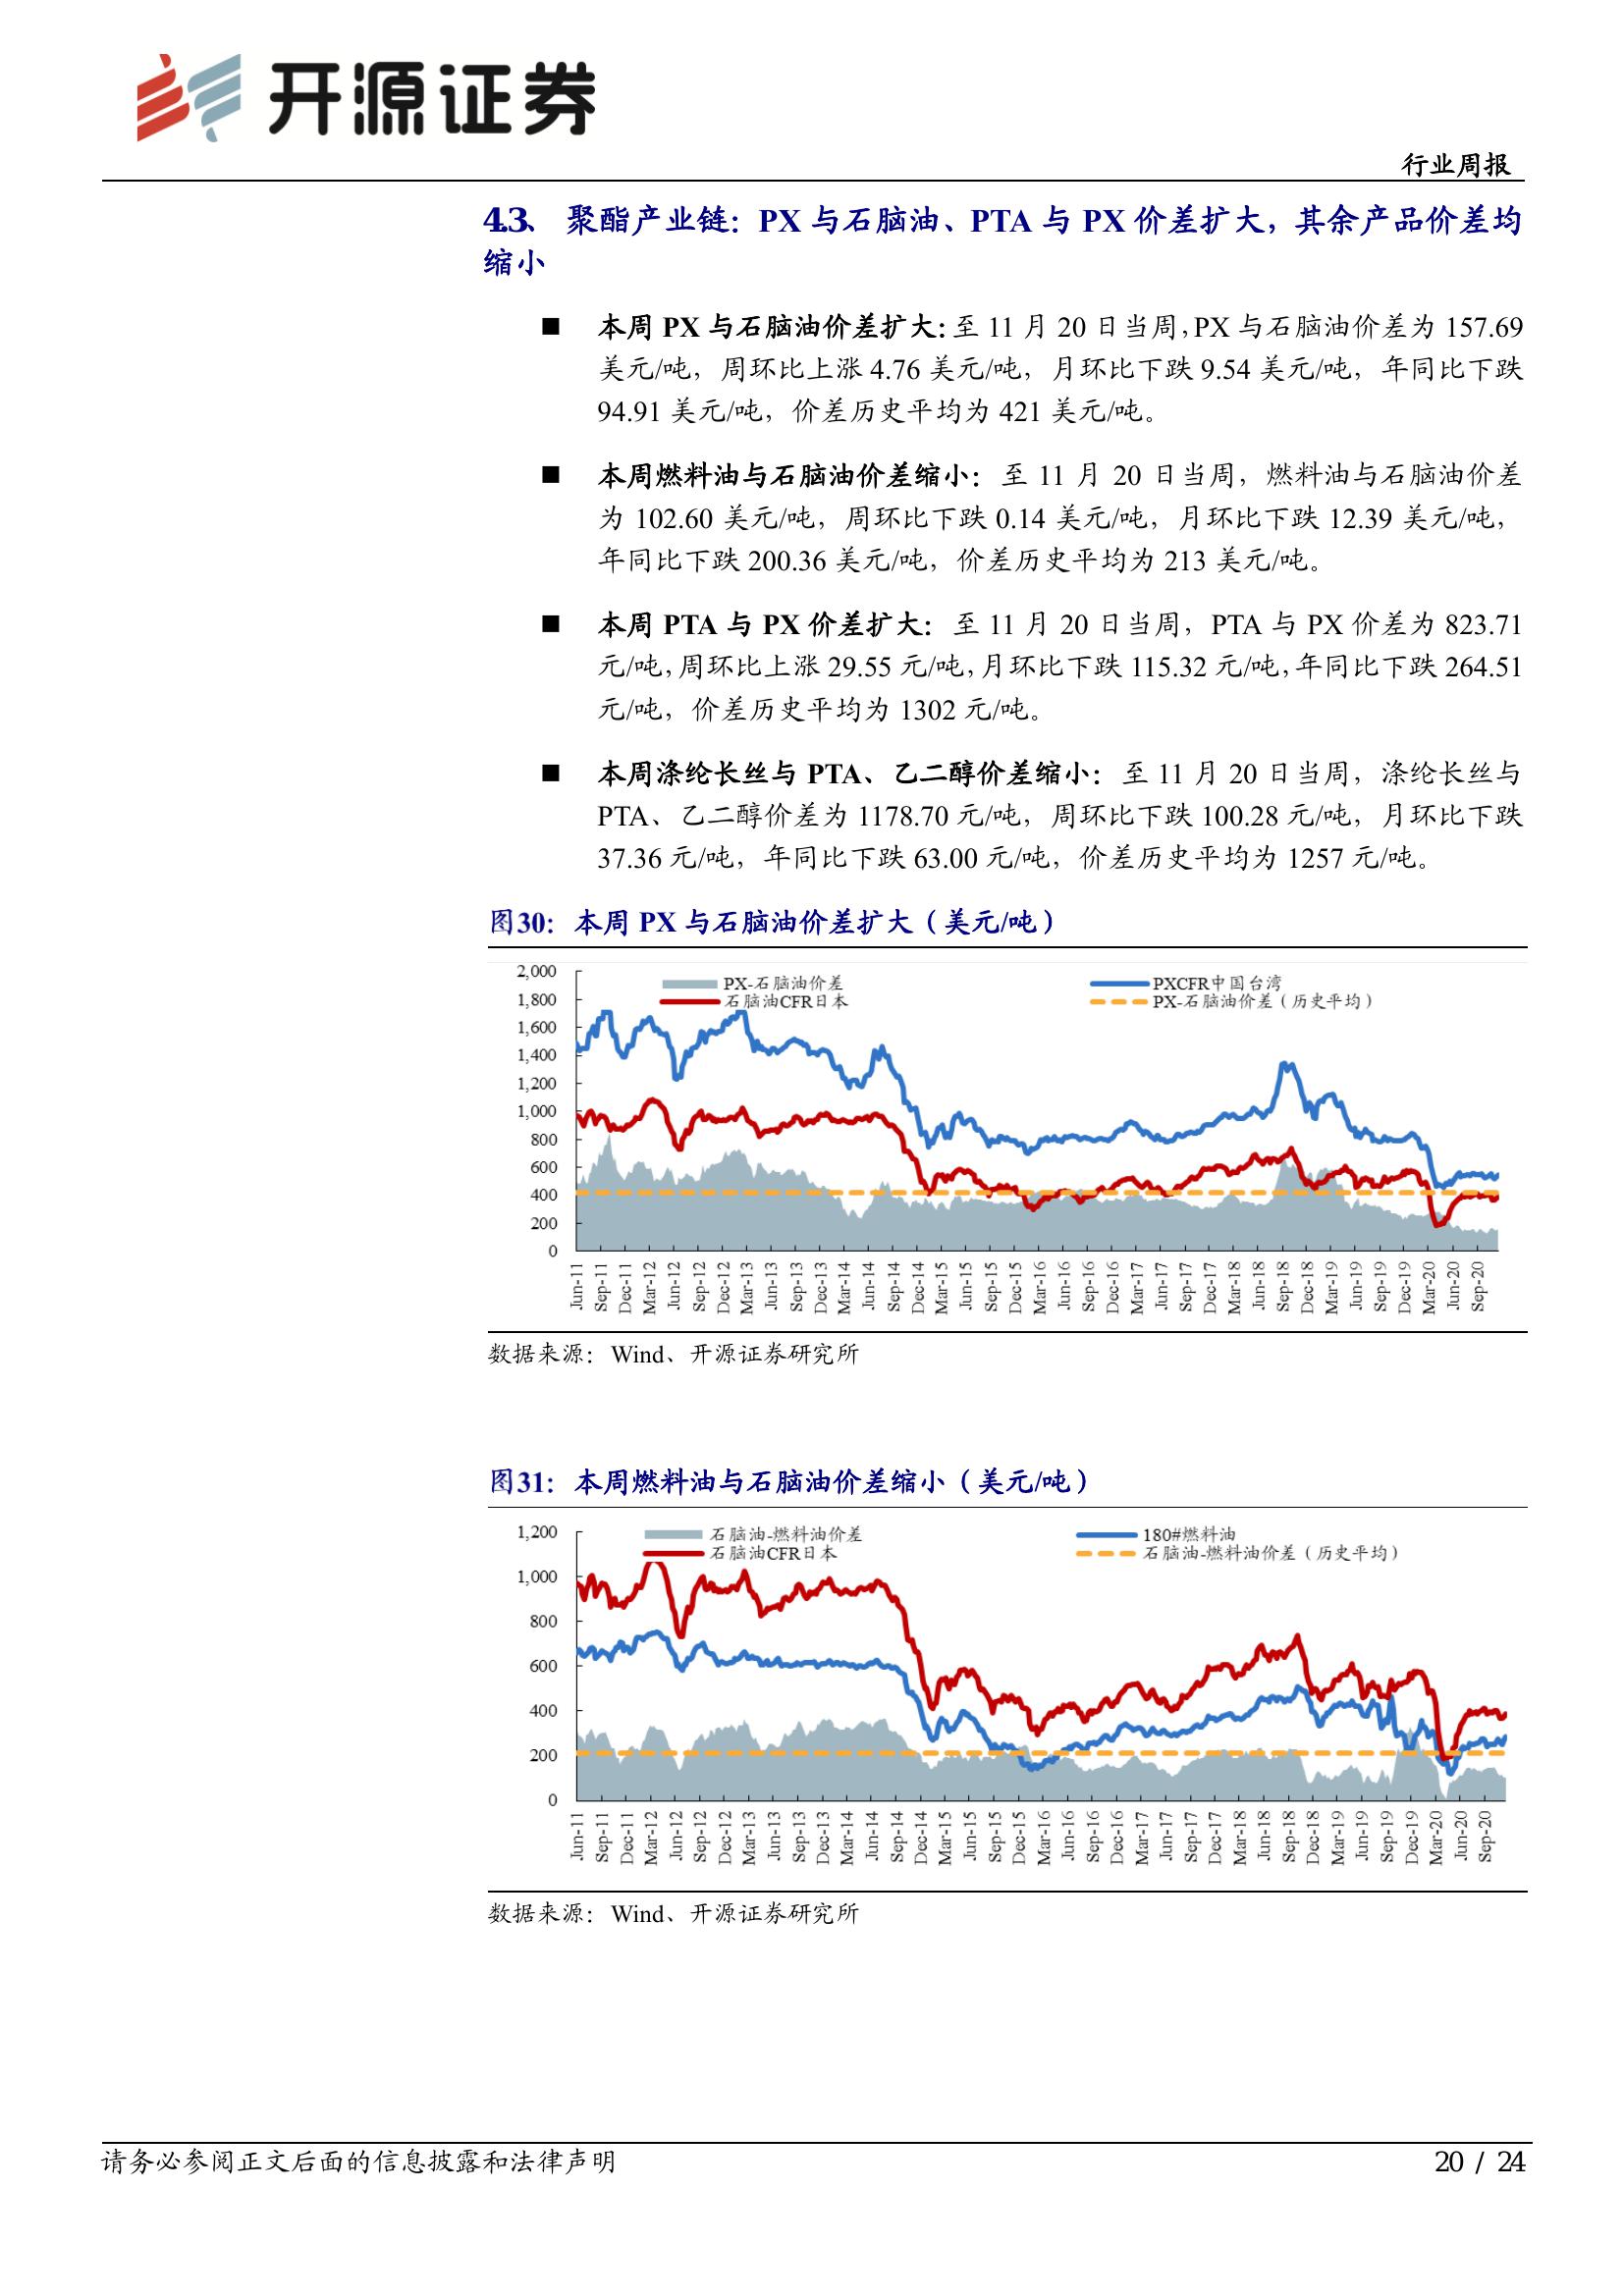 开源证券
行业周报
4.3、 聚酯产业链：PX 与石脑油、PTA 与 PX 价差扩大，其余产品价差均
缩小
■ 本周 PX 与石脑油价差扩大：至 11 月 20 日当周，PX 与石脑油价差为 157.69
美元/吨，周环比上涨 4.76 美元/吨，月环比下跌 9.54 美元/吨，年同比下跌
94.91 美元/吨，价差历史平均为 421 美元/吨。
■ 本周燃料油与石脑油价差缩小：至 11 月 20 日当周，燃料油与石脑油价差
为 102.60 美元/吨，周环比下跌 0.14 美元/吨，月环比下跌 12.39 美元/吨，
年同比下跌 200.36 美元/吨，价差历史平均为 213 美元/吨。
■ 本周 PTA 与 PX 价差扩大：至 11 月 20 日当周，PTA 与 PX 价差为 823.71
元/吨，周环比上涨 29.55 元/吨，月环比下跌 115.32 元/吨，年同比下跌 264.51
元/吨，价差历史平均为 1302 元/吨。
■ 本周涤纶长丝与 PTA、乙二醇价差缩小：至 11 月 20 日当周，涤纶长丝与
PTA、乙二醇价差为 1178.70 元/吨，周环比下跌 100.28 元/吨，月环比下跌
37.36 元/吨，年同比下跌 63.00 元/吨，价差历史平均为 1257 元/吨。
图30：本周 PX 与石脑油价差扩大（美元/吨）
PX-石脑油价差 PXCFR中国台湾
石脑油CFR日本 PX-石脑油价差（历史平均）
2,000
1,800
1,600
1,400
1,200
1,000
800
600
400
200
0
Jun-11 Sep-11 Dec-11 Mar-12 Jun-12 Sep-12 Dec-12 Mar-13 Jun-13 Sep-13 Dec-13 Mar-14 Jun-14 Sep-14 Dec-14 Mar-15 Jun-15 Sep-15 Dec-15 Mar-16 Jun-16 Sep-16 Dec-16 Mar-17 Jun-17 Sep-17 Dec-17 Mar-18 Jun-18 Sep-18 Dec-18 Mar-19 Jun-19 Sep-19 Dec-19 Mar-20 Jun-20 Sep-20
数据来源：Wind、开源证券研究所
图31：本周燃料油与石脑油价差缩小（美元/吨）
石脑油-燃料油价差 180#燃料油
石脑油CFR日本 石脑油-燃料油价差（历史平均）
1,200
1,000
800
600
400
200
0
Jun-11 Sep-11 Dec-11 Mar-12 Jun-12 Sep-12 Dec-12 Mar-13 Jun-13 Sep-13 Dec-13 Mar-14 Jun-14 Sep-14 Dec-14 Mar-15 Jun-15 Sep-15 Dec-15 Mar-16 Jun-16 Sep-16 Dec-16 Mar-17 Jun-17 Sep-17 Dec-17 Mar-18 Jun-18 Sep-18 Dec-18 Mar-19 Jun-19 Sep-19 Dec-19 Mar-20 Jun-20 Sep-20
数据来源：Wind、开源证券研究所
请务必参阅正文后面的信息披露和法律声明
20 / 24